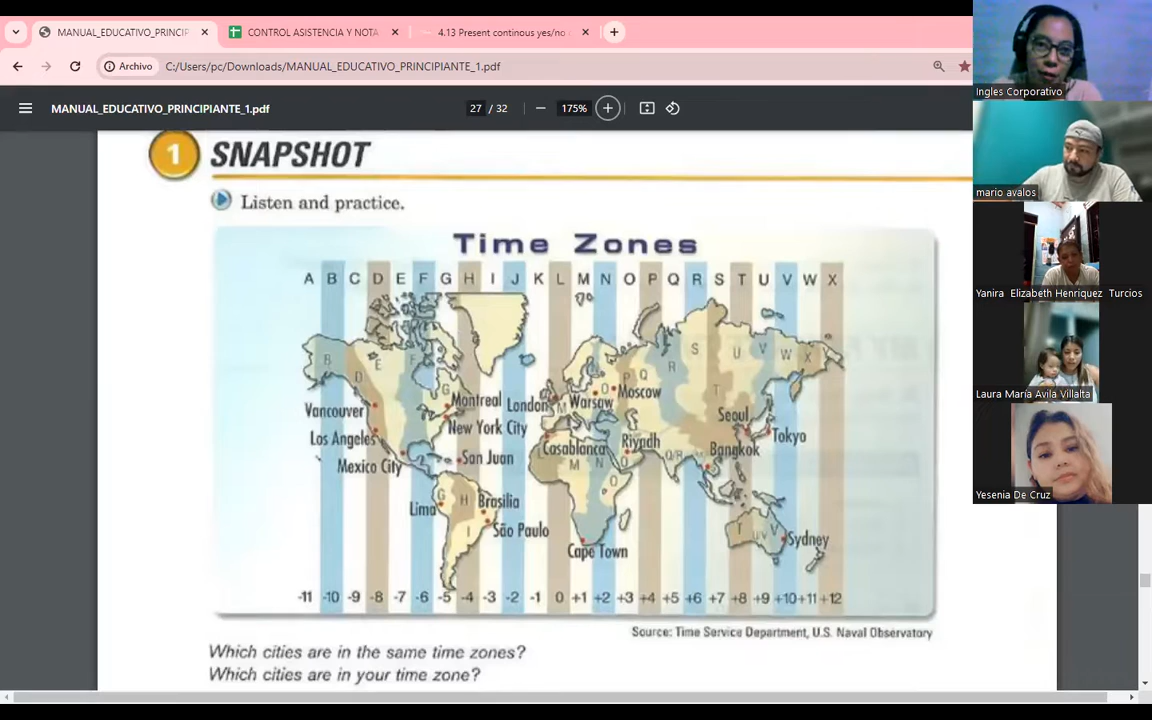 MANUAL_EDUCATIVO_PRINCIP
CONTROL ASISTENCIA Y NOTA
4.13 Present continous yes/no
Archivo
C:/Users/pc/Downloads/MANUAL_EDUCATIVO_PRINCIPIANTE_1.pdf
MANUAL_EDUCATIVO_PRINCIPIANTE_1.pdf
27 / 32
175%
1 SNAPSHOT
Listen and practice.
Time Zones
A B C D E F G H I J K L M N O P Q R S T U V W X
B D E F G
O P Q R S T U V W X
Vancouver
Montreal
London
M
Warsaw
Moscow
Los Angeles
New York City
Seoul
Tokyo
Mexico City
San Juan
Casablanca
Riyadh
Bangkok
M N O Q/R
Lima
G H I
Brasilia
São Paulo
Cape Town
T U V
Sydney
-11 -10 -9 -8 -7 -6 -5 -4 -3 -2 -1 0 +1 +2 +3 +4 +5 +6 +7 +8 +9 +10 +11 +12
Source: Time Service Department, U.S. Naval Observatory
Which cities are in the same time zones?
Which cities are in your time zone?
Ingles Corporativo
mario avalos
Yanira Elizabeth Henriquez Turcios
Laura María Avila Villalta
Yesenia De Cruz